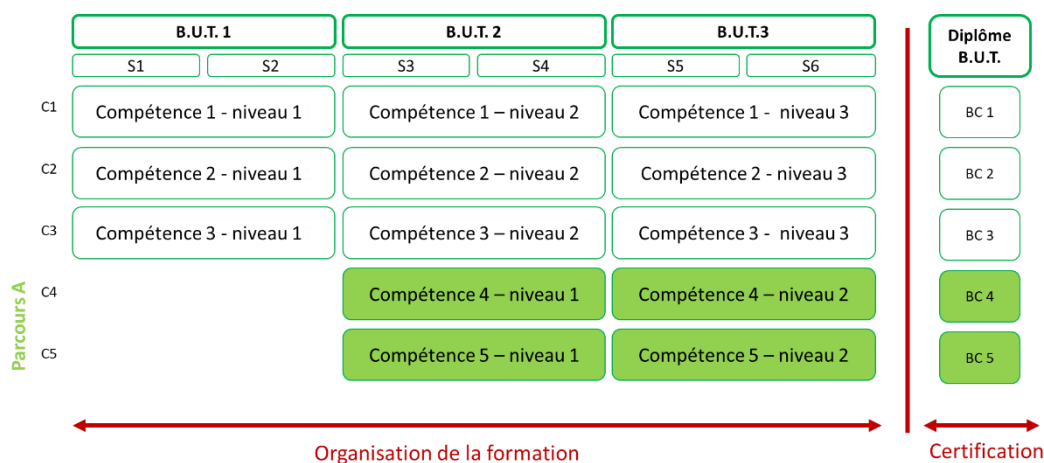 B.U.T. 1
B.U.T. 2
B.U.T.3
Diplôme
B.U.T.
S1
S2
S3
S4
S5
S6
C1
Compétence 1 - niveau 1
Compétence 1 – niveau 2
Compétence 1 - niveau 3
BC 1
C2
Compétence 2 - niveau 1
Compétence 2 – niveau 2
Compétence 2 - niveau 3
BC 2
C3
Compétence 3 - niveau 1
Compétence 3 – niveau 2
Compétence 3 - niveau 3
BC 3
Parcours A
C4
Compétence 4 – niveau 1
Compétence 4 – niveau 2
BC 4
C5
Compétence 5 – niveau 1
Compétence 5 – niveau 2
BC 5
Organisation de la formation
Certification